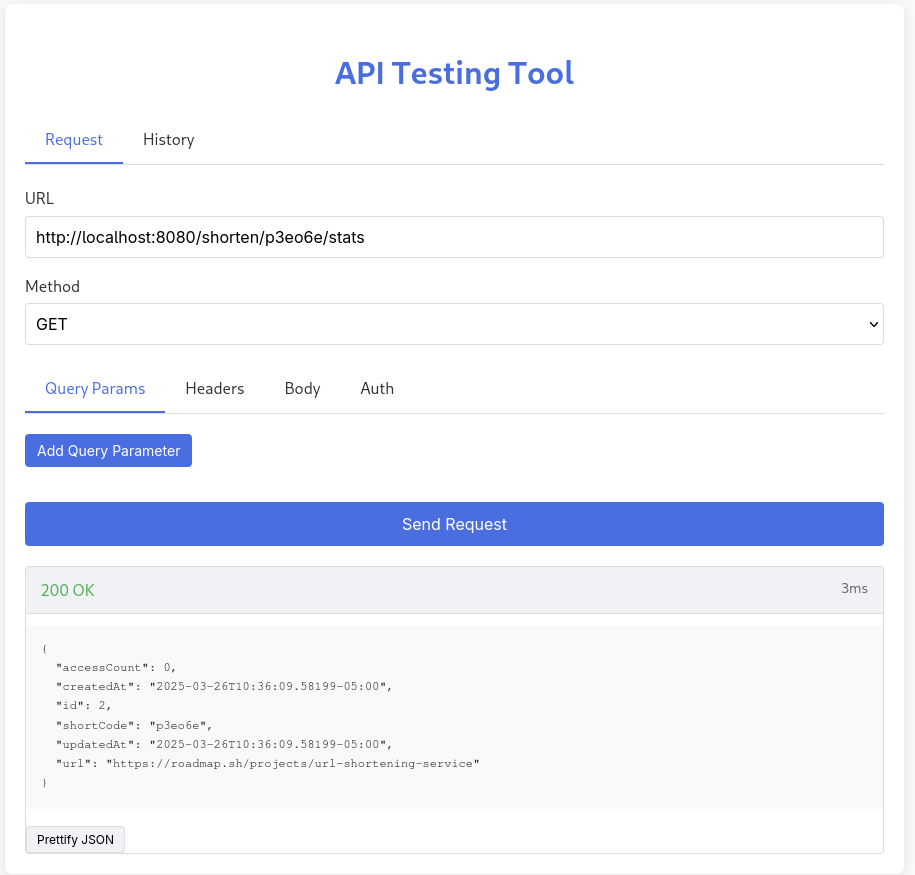 API Testing Tool
Request History
URL
http://localhost:8080/shorten/p3eo6e/stats
Method
GET
Query Params Headers Body Auth
Add Query Parameter
Send Request
200 OK 3ms
{
  "accessCount": 0,
  "createdAt": "2025-03-26T10:36:09.58199-05:00",
  "id": 2,
  "shortCode": "p3eo6e",
  "updatedAt": "2025-03-26T10:36:09.58199-05:00",
  "url": "https://roadmap.sh/projects/url-shortening-service"
}
Prettify JSON